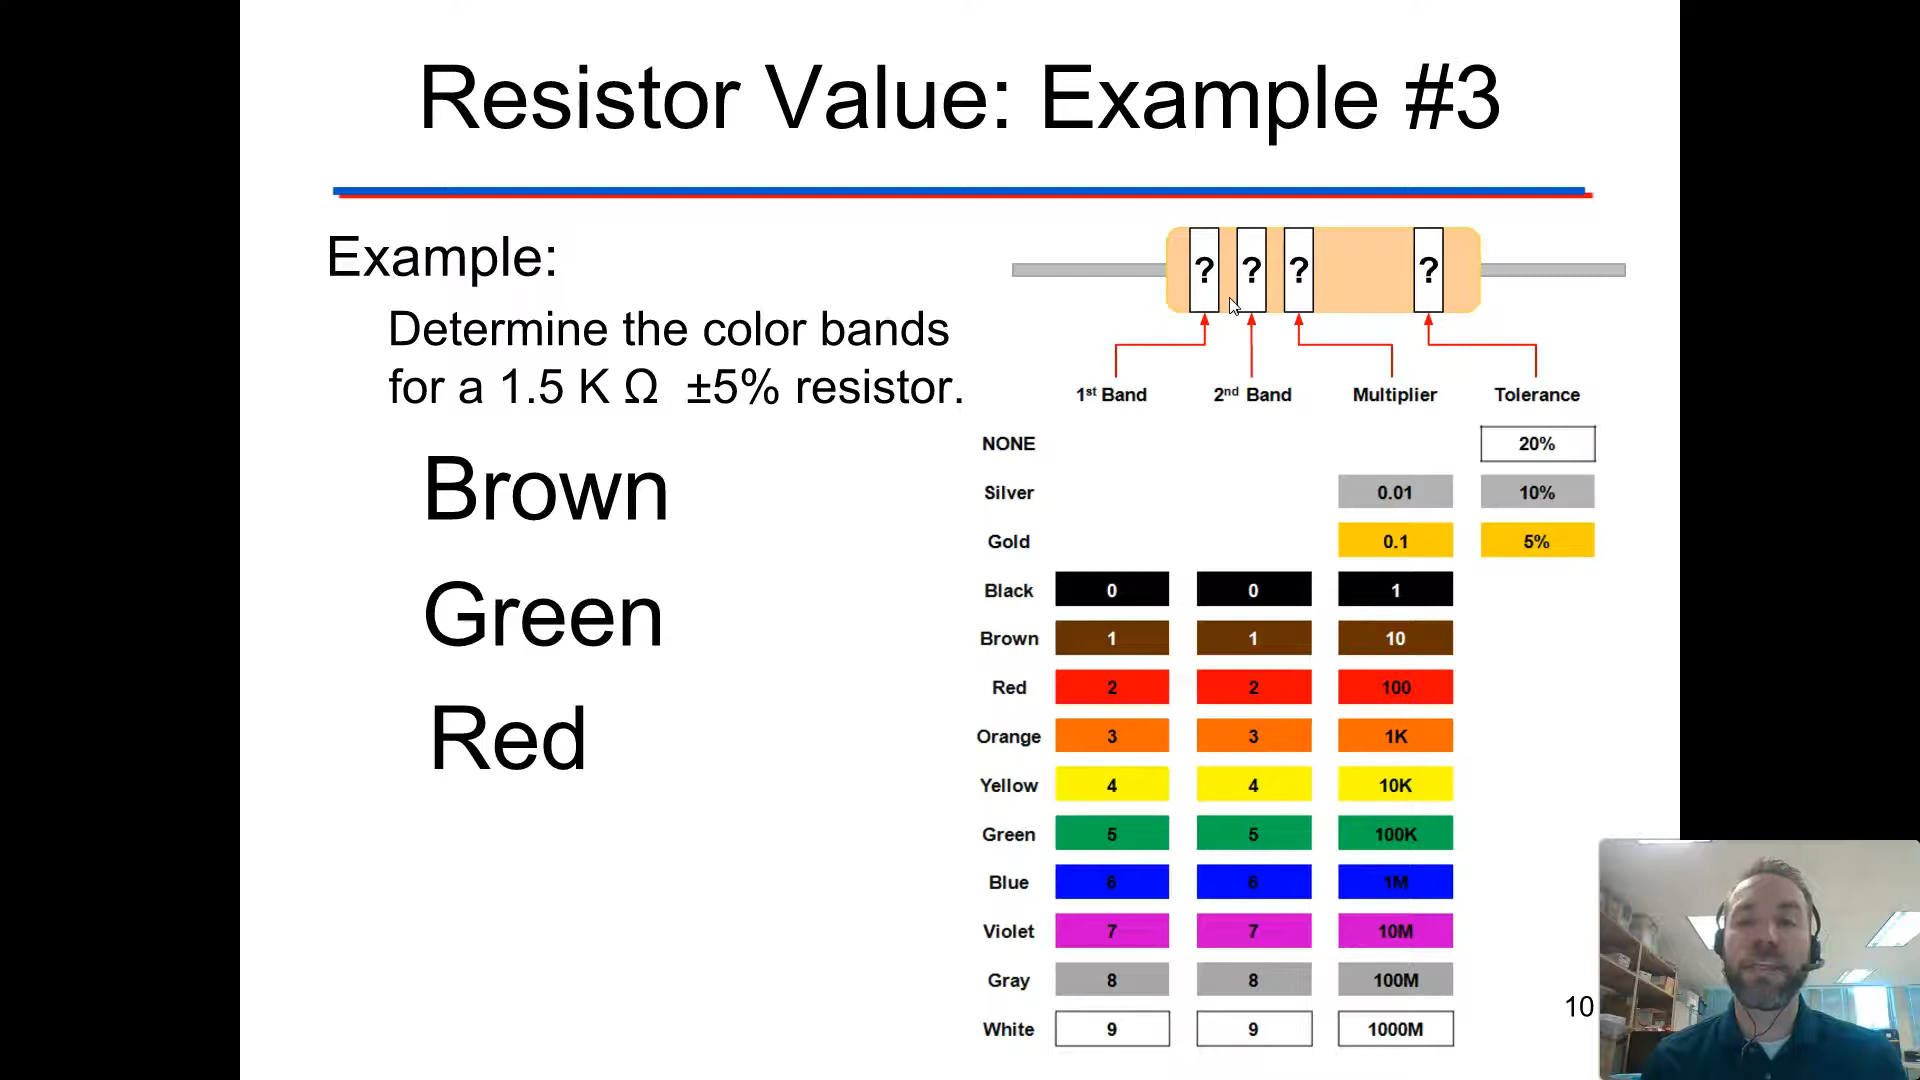 Resistor Value: Example #3
Example:
Determine the color bands
for a 1.5 K Ω ±5% resistor.
Brown
Green
Red
? ? ? ?
1st Band 2nd Band Multiplier Tolerance
NONE 20%
Silver 0.01 10%
Gold 0.1 5%
Black 0 0 1
Brown 1 1 10
Red 2 2 100
Orange 3 3 1K
Yellow 4 4 10K
Green 5 5 100K
Blue 6 6 1M
Violet 7 7 10M
Gray 8 8 100M
White 9 9 1000M
10